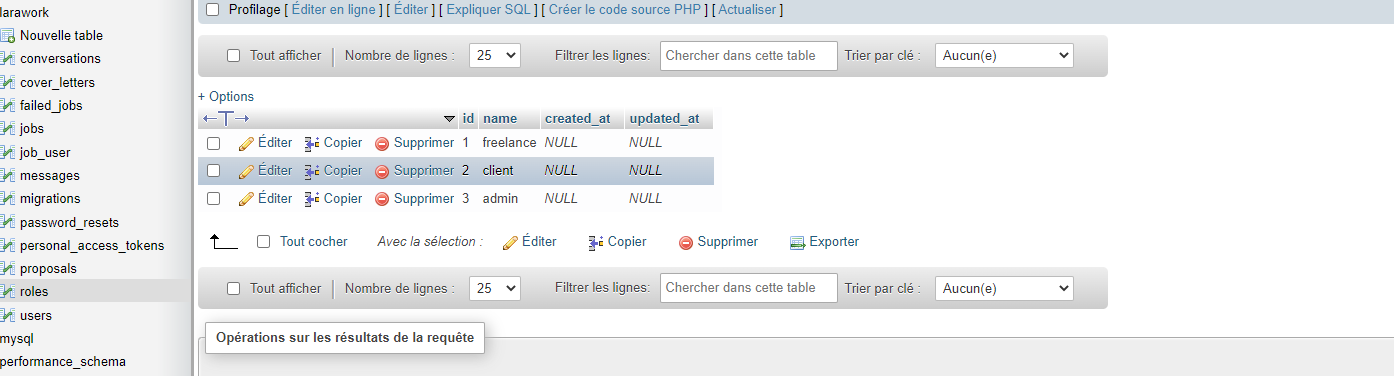 larawork
Nouvelle table
conversations
cover_letters
failed_jobs
jobs
job_user
messages
migrations
password_resets
personal_access_tokens
proposals
roles
users
mysql
performance_schema
Profilage [ Éditer en ligne ] [ Éditer ] [ Expliquer SQL ] [ Créer le code source PHP ] [ Actualiser ]
Tout afficher Nombre de lignes : 25 Filtrer les lignes: Chercher dans cette table Trier par clé : Aucun(e)
+ Options
←T→ id name created_at updated_at
Éditer Copier Supprimer 1 freelance NULL NULL
Éditer Copier Supprimer 2 client NULL NULL
Éditer Copier Supprimer 3 admin NULL NULL
Tout cocher Avec la sélection : Éditer Copier Supprimer Exporter
Tout afficher Nombre de lignes : 25 Filtrer les lignes: Chercher dans cette table Trier par clé : Aucun(e)
Opérations sur les résultats de la requête